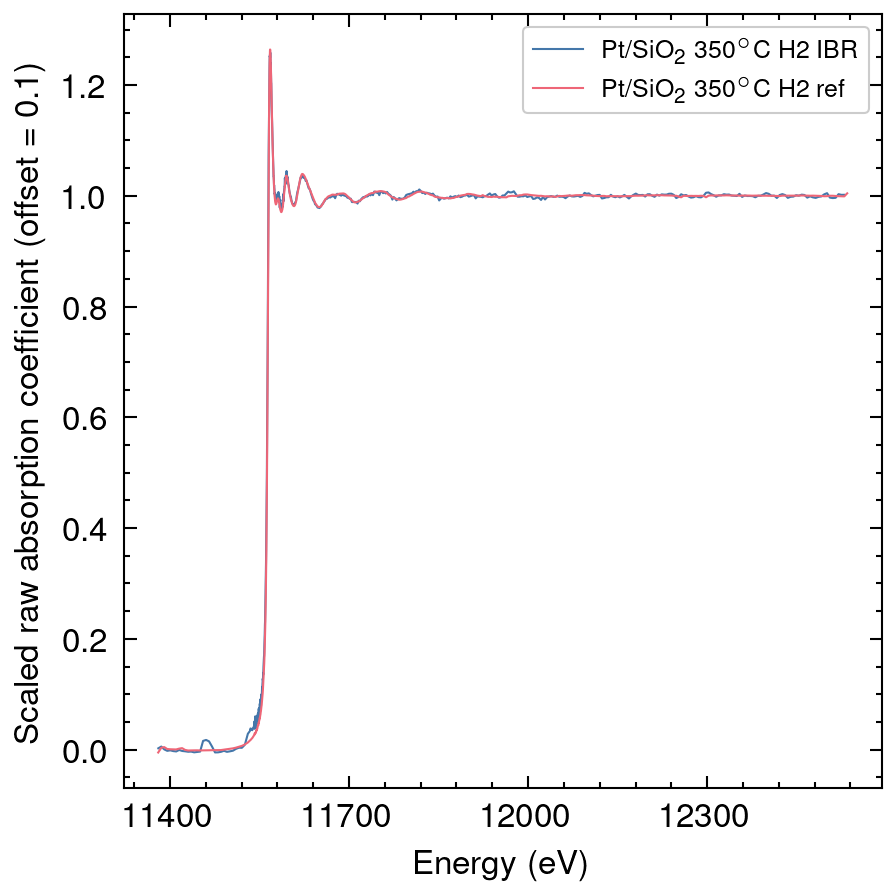 Pt/SiO₂ 350°C H2 IBR
Pt/SiO₂ 350°C H2 ref
Scaled raw absorption coefficient (offset = 0.1)
1.2
1.0
0.8
0.6
0.4
0.2
0.0
11400 11700 12000 12300
Energy (eV)